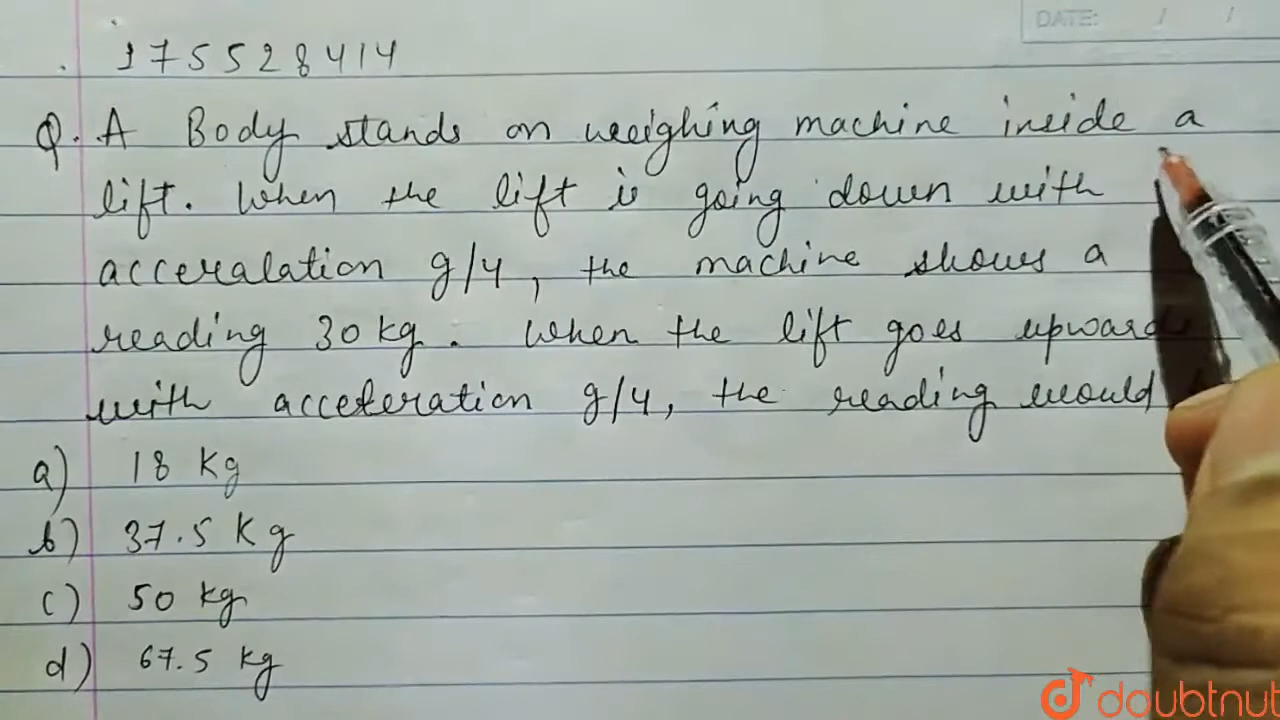 DATE: / /
175528414
Q. A Body stands on weighing machine inside a
lift. When the lift is going down with
acceralation g/4, the machine shows a
reading 30 kg. When the lift goes upward
with acceleration g/4, the reading would
a) 18 Kg
b) 37.5 Kg
c) 50 kg
d) 67.5 kg
doubtnut